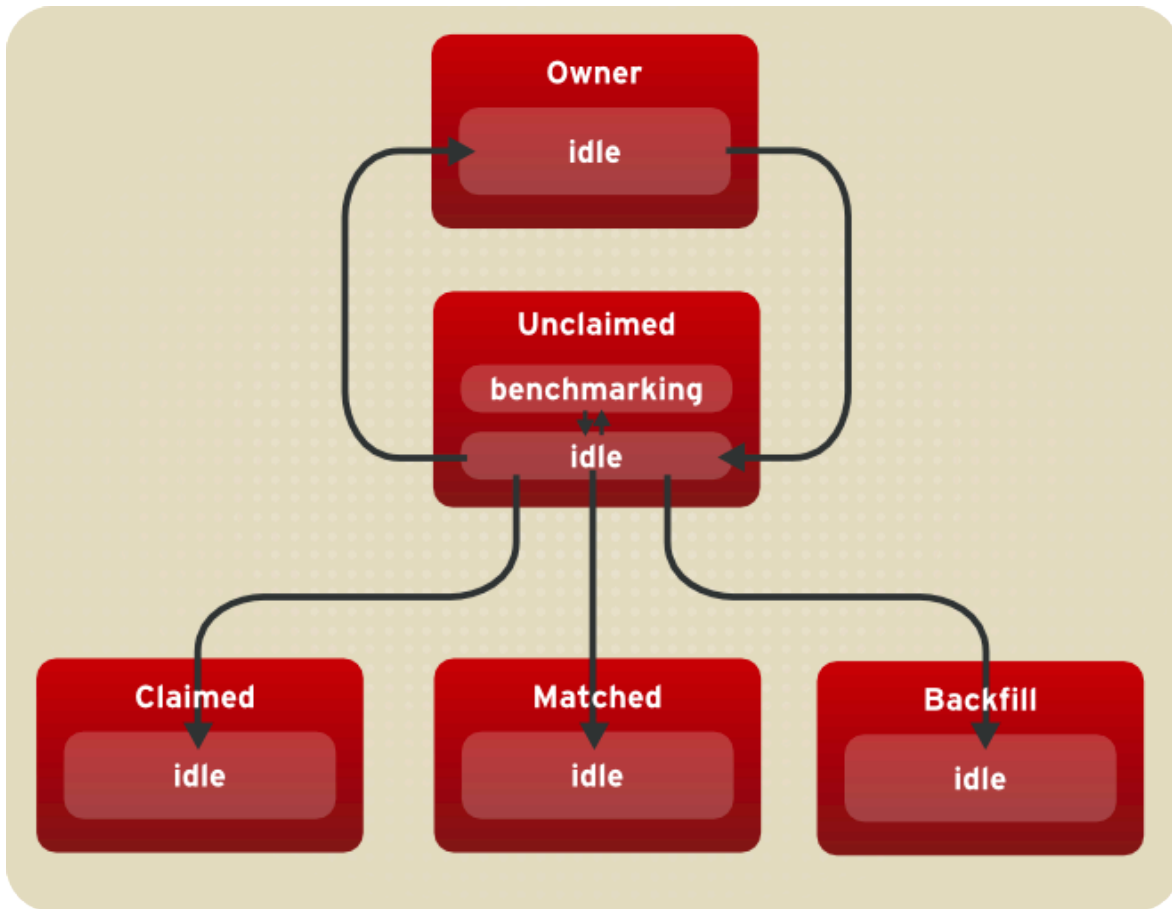 Owner
idle
Unclaimed
benchmarking
idle
Claimed
idle
Matched
idle
Backfill
idle